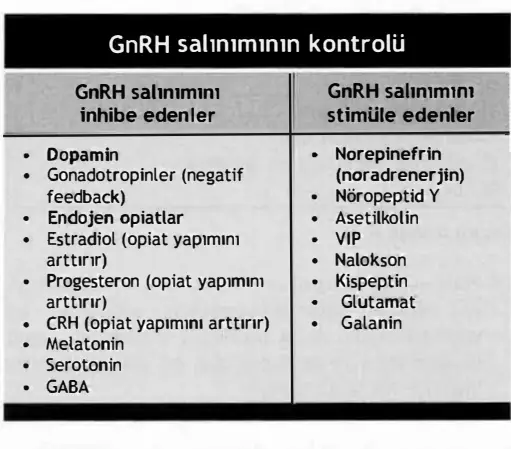 GnRH salınımının kontrolü
GnRH salınımını
inhibe edenler
GnRH salınımını
stimüle edenler
• Dopamin
• Gonadotropinler (negatif
feedback)
• Endojen opiatlar
• Estradiol (opiat yapımını
arttırır)
• Progesteron (opiat yapımını
arttırır)
• CRH (opiat yapımını arttırır)
• Melatonin
• Serotonin
• GABA
• Norepinefrin
(noradrenerjin)
• Nöropeptid Y
• Asetilkolin
• VIP
• Nalokson
• Kispeptin
• Glutamat
• Galanin